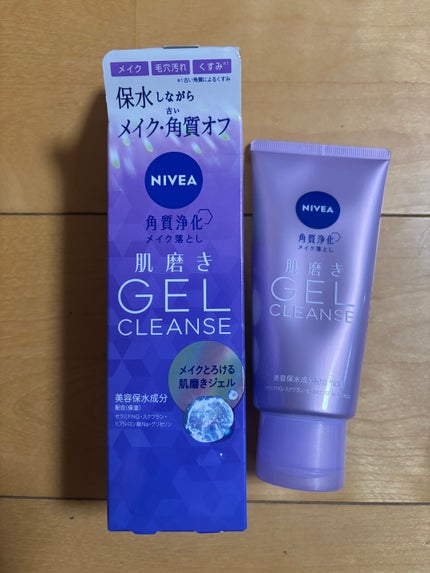 メイク 毛穴汚れ くすみ*¹
*1 古い角質によるくすみ
保水しながら
古い
メイク・角質オフ
NIVEA
角質浄化
メイク落とし
肌磨き
GEL
CLEANSE
メイクとろける
肌磨きジェル
美容保水成分
配合(保湿)
セラミドNG・スクワラン・
ヒアルロン酸Na・グリセリン
NIVEA
角質浄化
メイク落とし
肌磨き
GEL
CLEANSE
美容保水成分